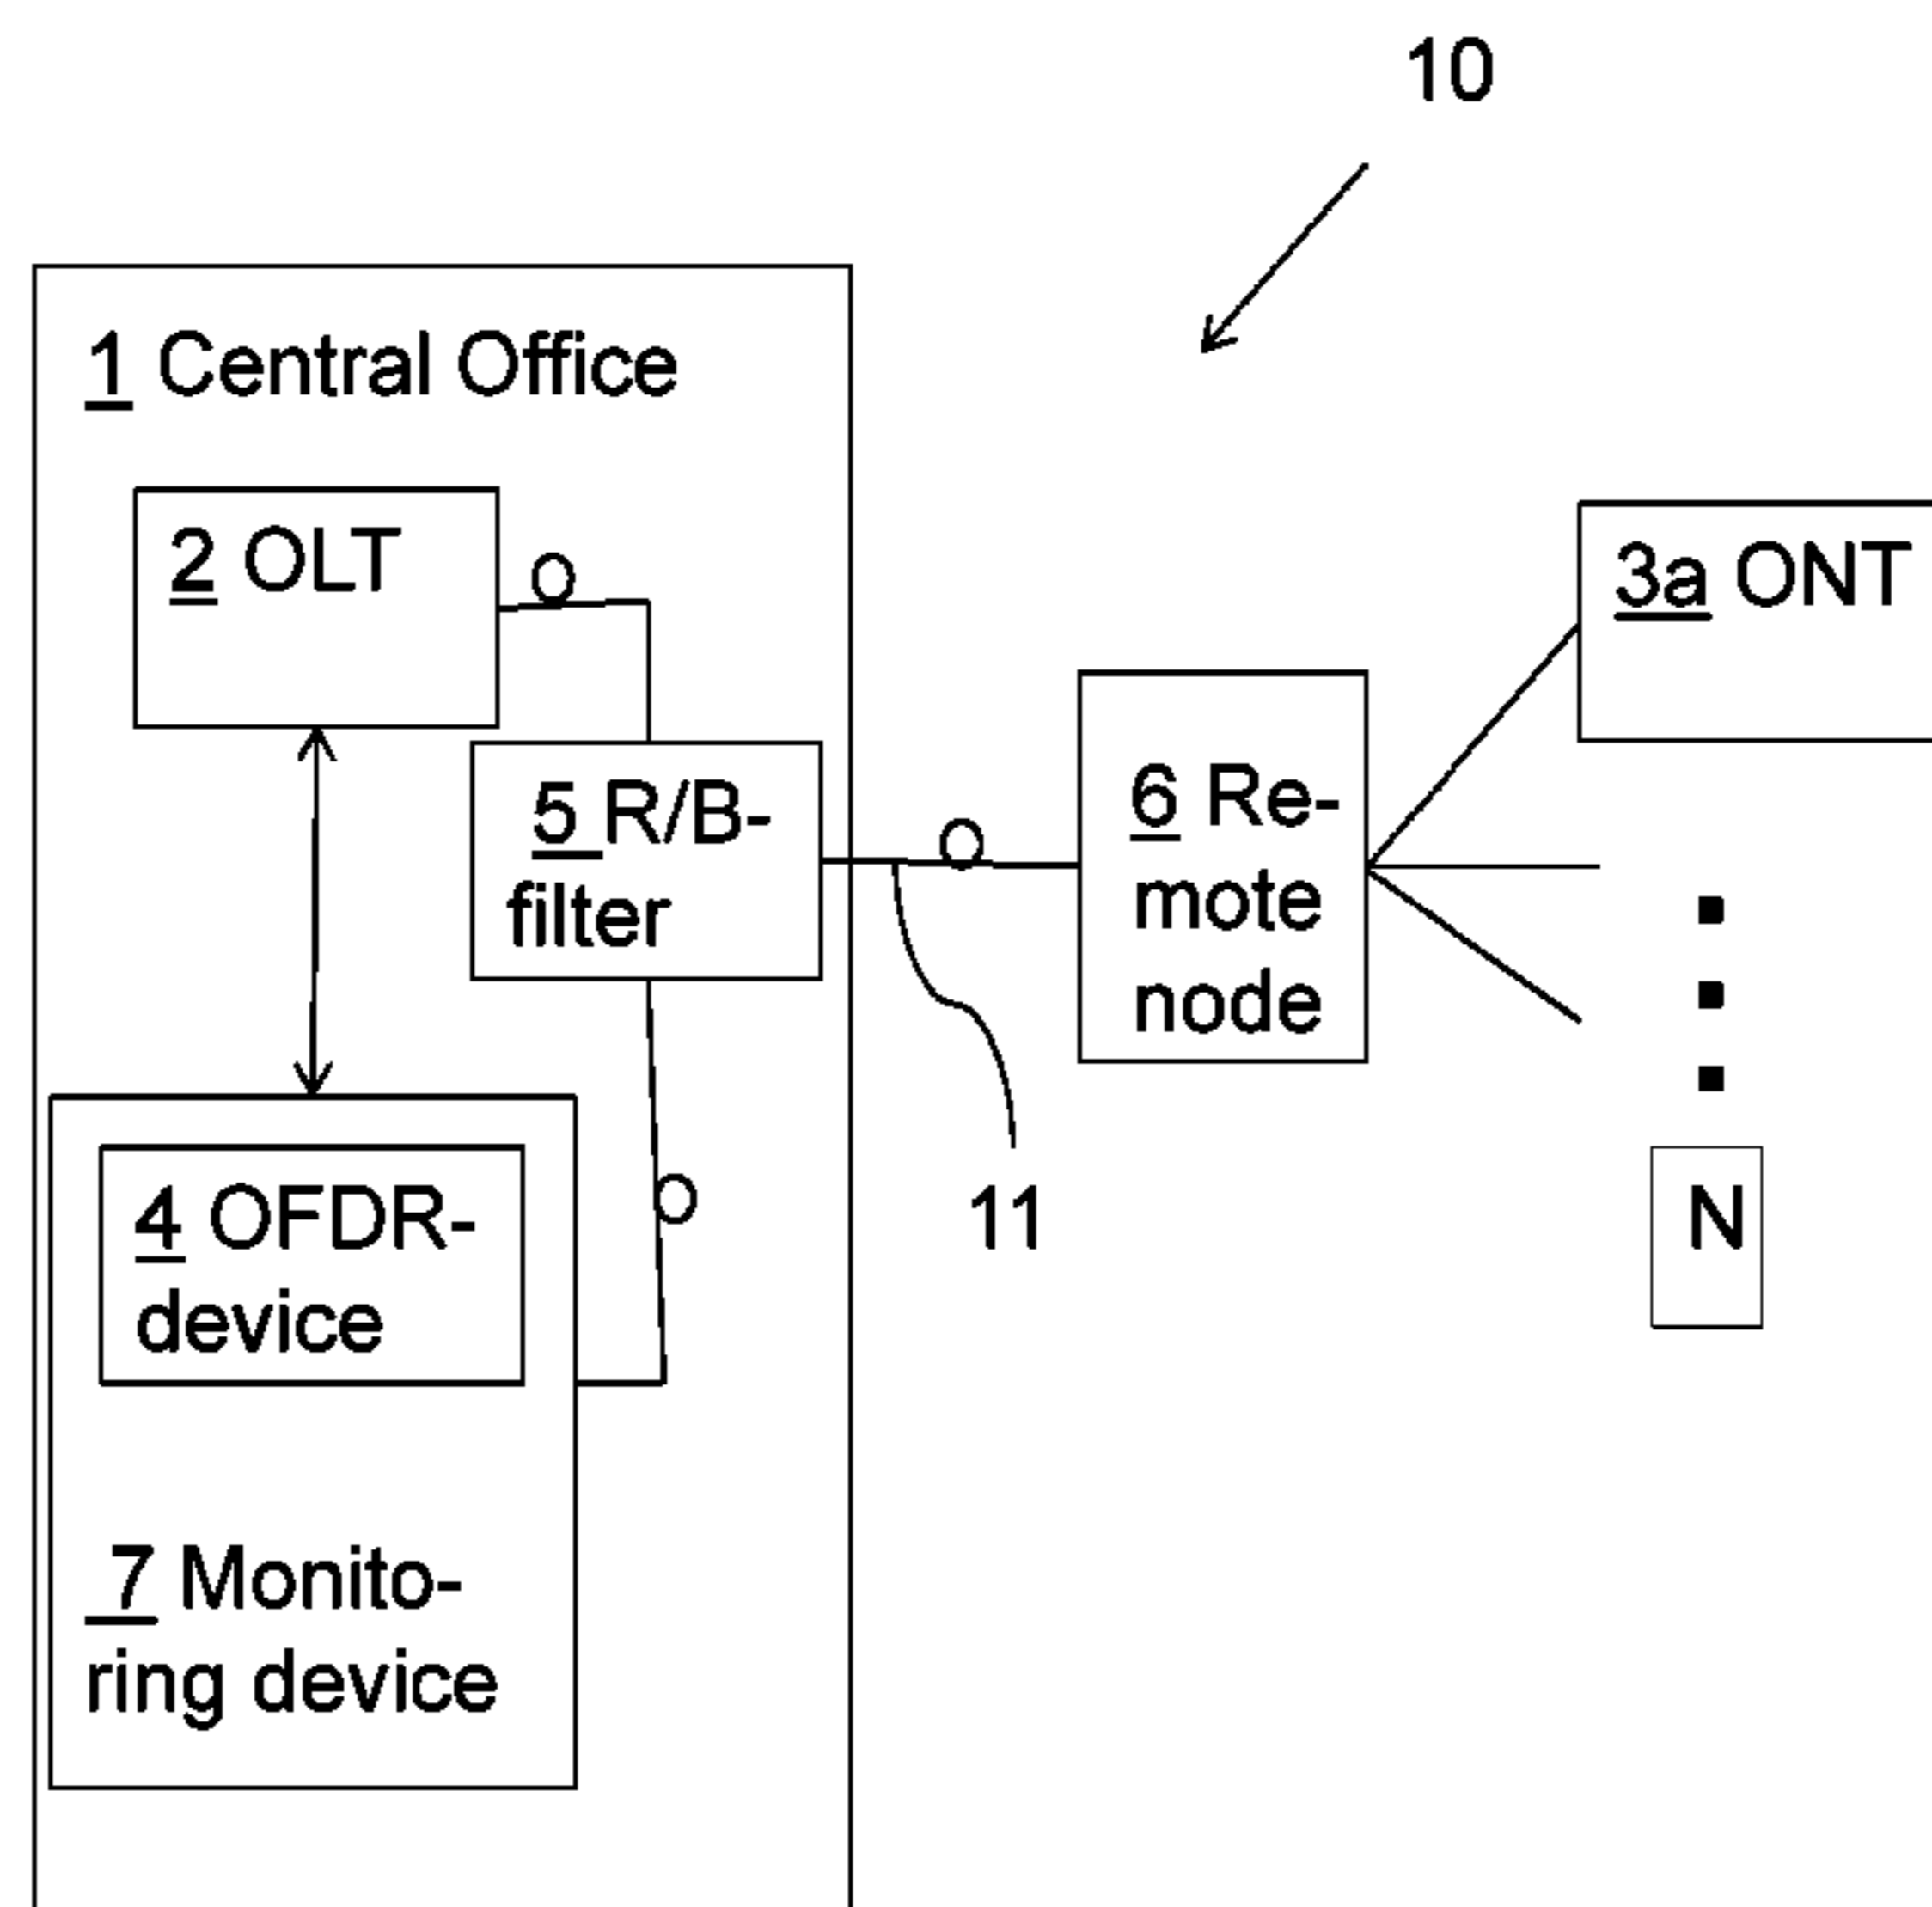 10
1 Central Office
2 OLT
3a ONT
5 R/B-
filter
6 Re-
mote
node
11
4 OFDR-
device
N
7 Monito-
ring device